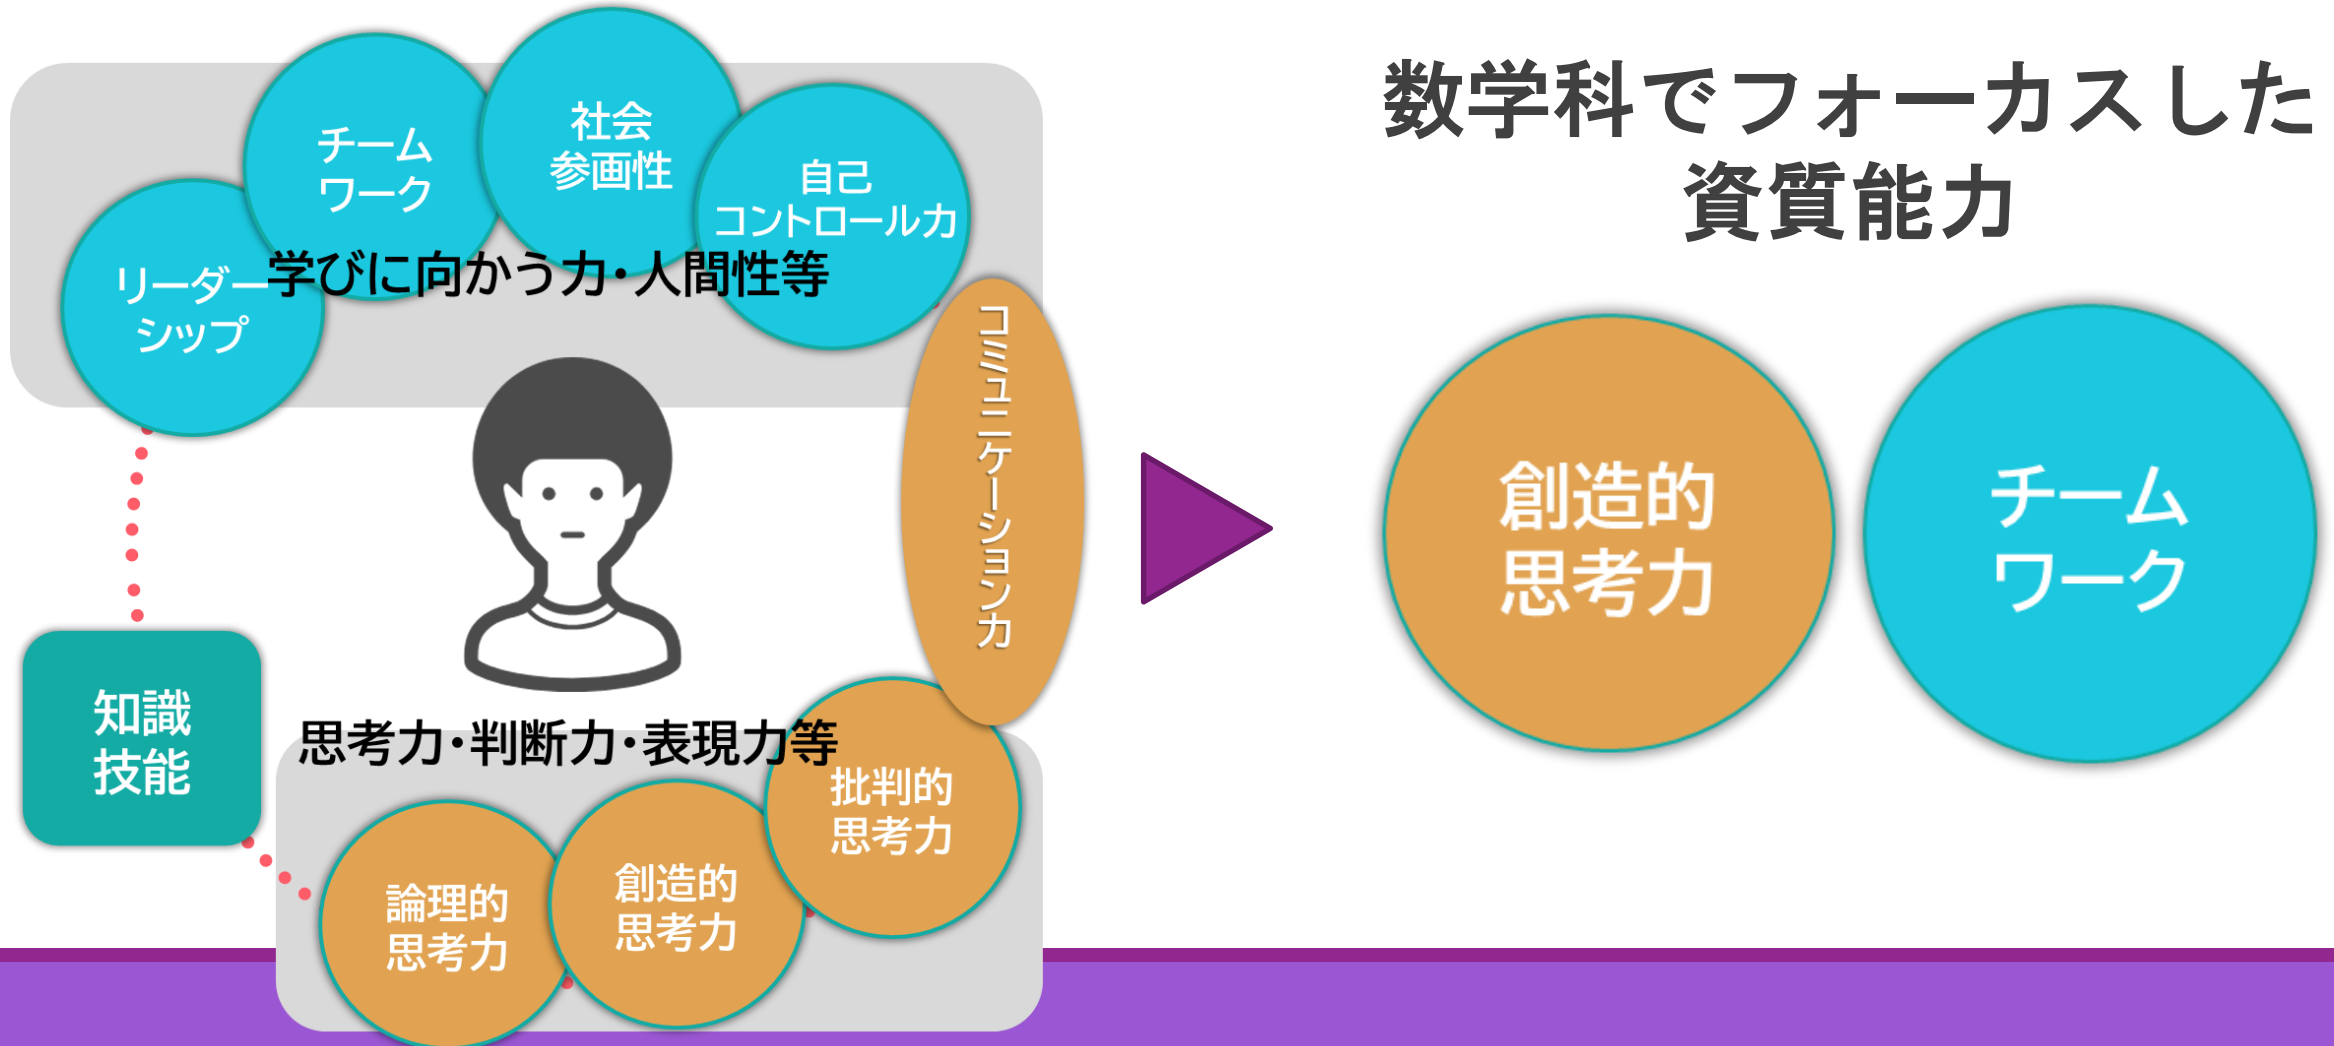 チーム
ワーク
社会
参画性
自己
コントロール力
リーダー
シップ
学びに向かう力・人間性等
コミュニケーション力
知識
技能
思考力・判断力・表現力等
批判的
思考力
創造的
思考力
論理的
思考力
数学科でフォーカスした
資質能力
創造的
思考力
チーム
ワーク